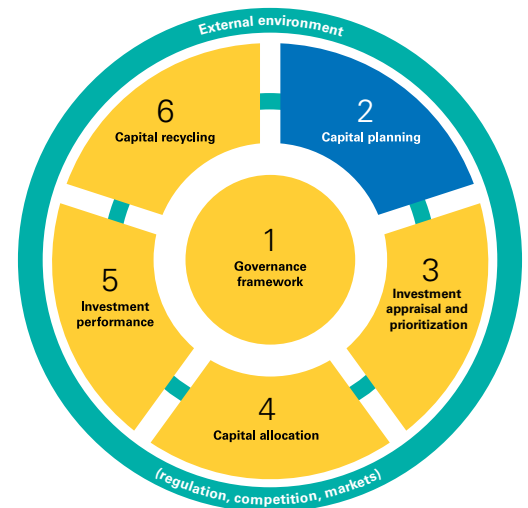 External environment
6
Capital recycling
2
Capital planning
1
Governance
framework
5
Investment
performance
3
Investment
appraisal and
prioritization
4
Capital allocation
(regulation, competition, markets)